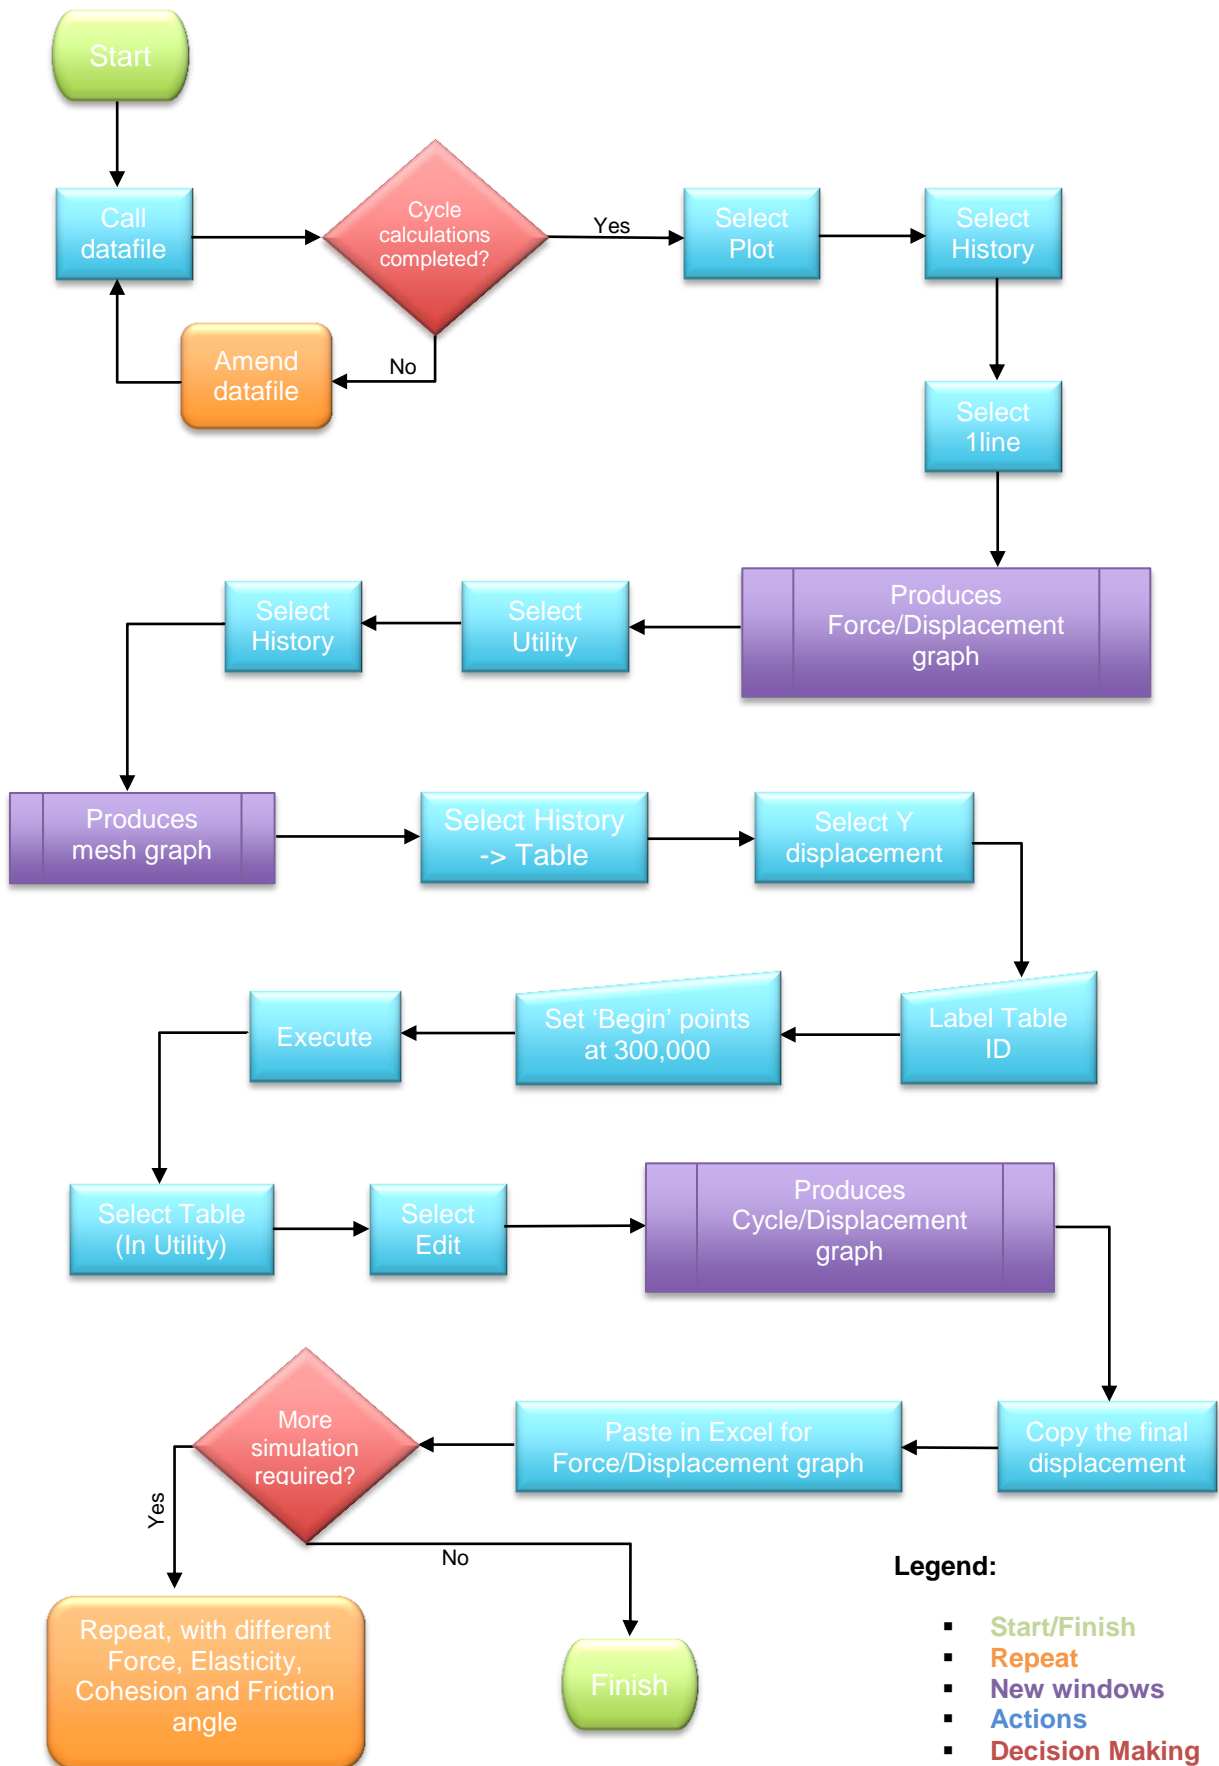 Start
Call
datafile
Cycle
calculations
completed?
Yes
Select
Plot
Select
History
No
Amend
datafile
Select
1line
Produces
Force/Displacement
graph
Select
Utility
Select
History
Produces
mesh graph
Select History
-> Table
Select Y
displacement
Label Table
ID
Set ‘Begin’ points
at 300,000
Execute
Select Table
(In Utility)
Select
Edit
Produces
Cycle/Displacement
graph
Copy the final
displacement
Paste in Excel for
Force/Displacement graph
More
simulation
required?
Yes
No
Repeat, with different
Force, Elasticity,
Cohesion and Friction
angle
Finish
Legend:
▪ Start/Finish
▪ Repeat
▪ New windows
▪ Actions
▪ Decision Making